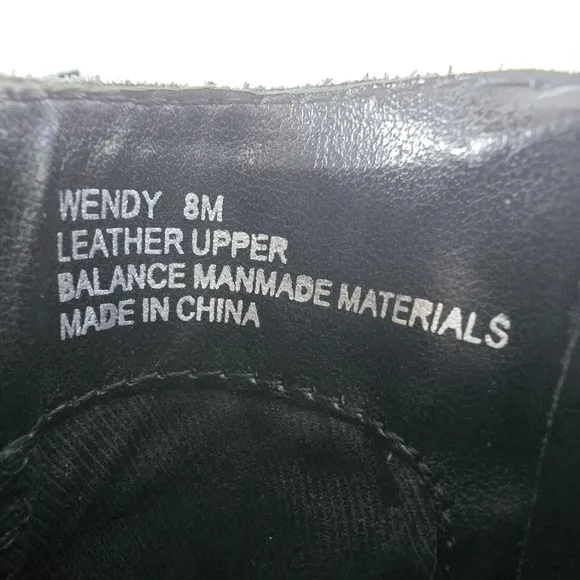 WENDY 8M
LEATHER UPPER
BALANCE MANMADE MATERIALS
MADE IN CHINA